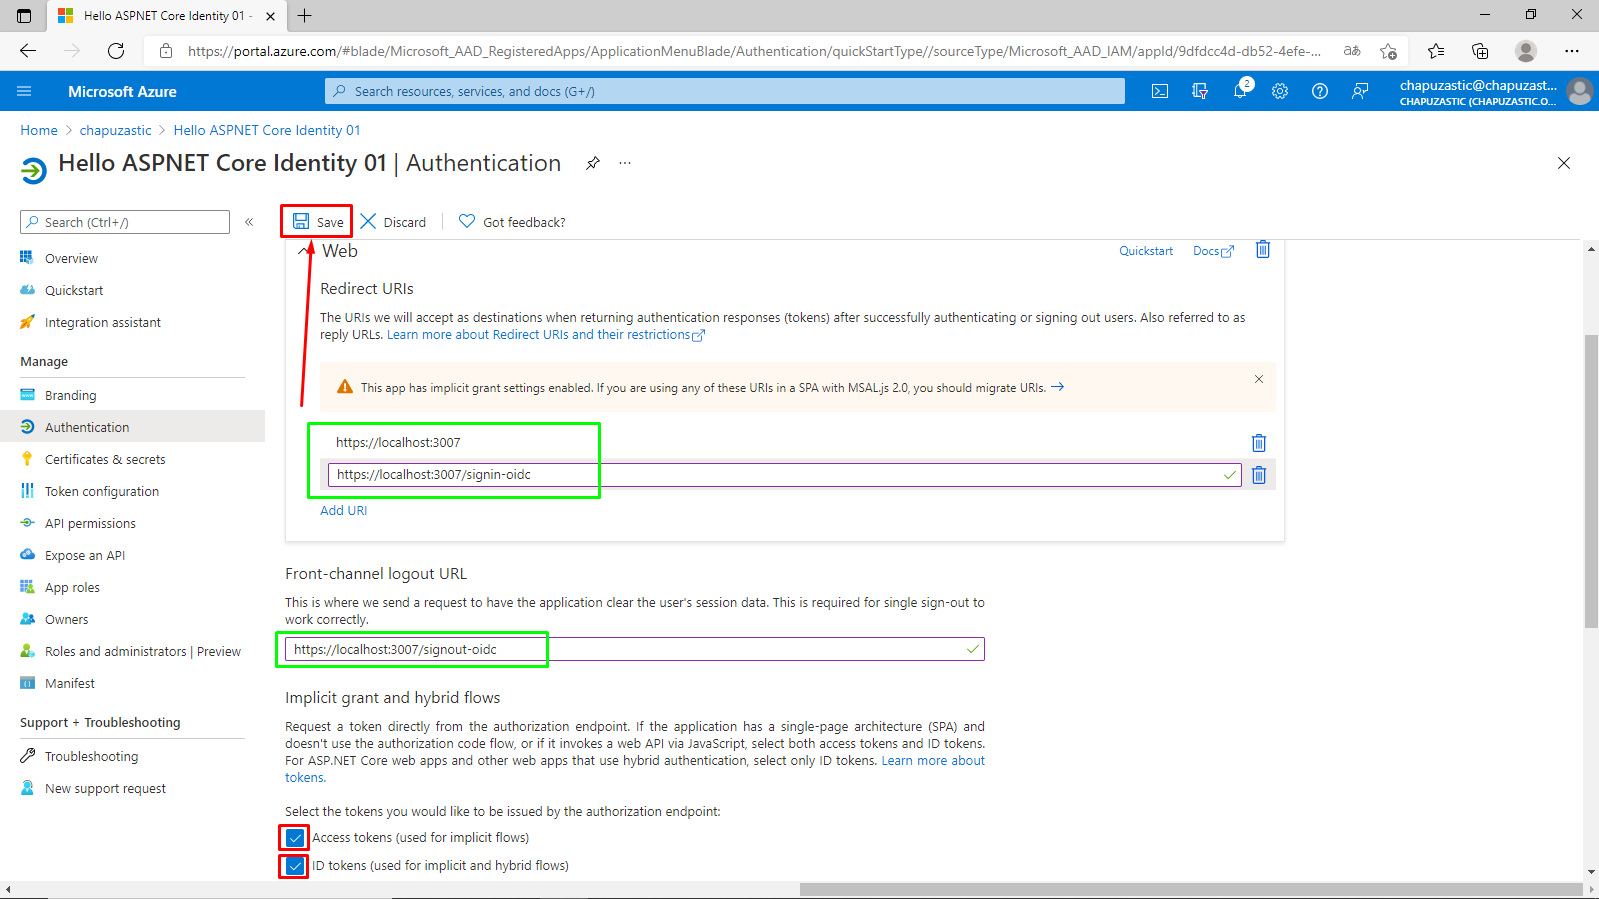 Hello ASPNET Core Identity 01 -
https://portal.azure.com/#blade/Microsoft_AAD_RegisteredApps/ApplicationMenuBlade/Authentication/quickStartType//sourceType/Microsoft_AAD_IAM/appId/9dfdcc4d-db52-4efe-...
aあ
Microsoft Azure
Search resources, services, and docs (G+/)
2
chapuzastic@chapuzast...
CHAPUZASTIC (CHAPUZASTIC.O...
Home > chapuzastic > Hello ASPNET Core Identity 01
Hello ASPNET Core Identity 01 | Authentication
Search (Ctrl+/)
Overview
Quickstart
Integration assistant
Manage
Branding
Authentication
Certificates & secrets
Token configuration
API permissions
Expose an API
App roles
Owners
Roles and administrators | Preview
Manifest
Support + Troubleshooting
Troubleshooting
New support request
Save
Discard
Got feedback?
Web
Quickstart
Docs
Redirect URIs
The URIs we will accept as destinations when returning authentication responses (tokens) after successfully authenticating or signing out users. Also referred to as
reply URLs. Learn more about Redirect URIs and their restrictions
This app has implicit grant settings enabled. If you are using any of these URIs in a SPA with MSAL.js 2.0, you should migrate URIs.
https://localhost:3007
https://localhost:3007/signin-oidc
Add URI
Front-channel logout URL
This is where we send a request to have the application clear the user's session data. This is required for single sign-out to
work correctly.
https://localhost:3007/signout-oidc
Implicit grant and hybrid flows
Request a token directly from the authorization endpoint. If the application has a single-page architecture (SPA) and
doesn't use the authorization code flow, or if it invokes a web API via JavaScript, select both access tokens and ID tokens.
For ASP.NET Core web apps and other web apps that use hybrid authentication, select only ID tokens. Learn more about
tokens.
Select the tokens you would like to be issued by the authorization endpoint:
Access tokens (used for implicit flows)
ID tokens (used for implicit and hybrid flows)